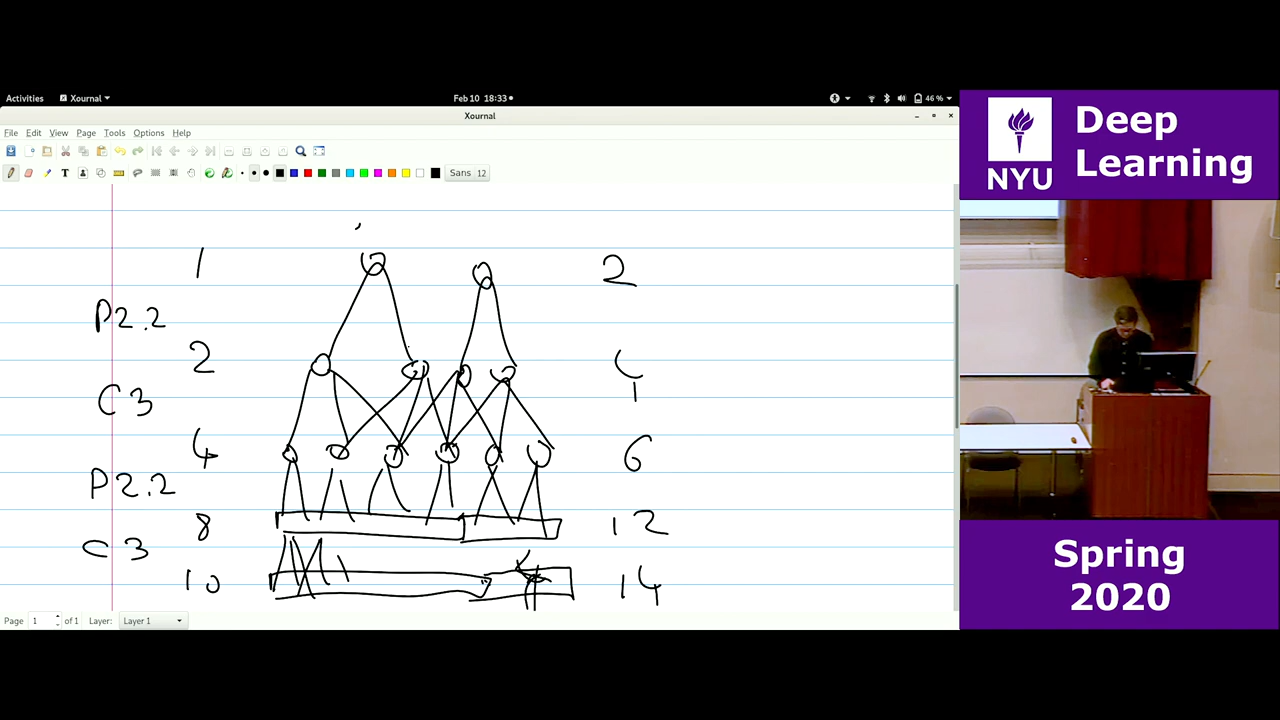 Activities Xournal Feb 10 18:33 46 %
Xournal
File Edit View Page Tools Options Help
Sans 12
1 2
P2.2
2 4
C3
4 6
P2.2
8 12
C3
10 14
Page 1 of 1 Layer: Layer 1
NYU
Deep
Learning
Spring
2020